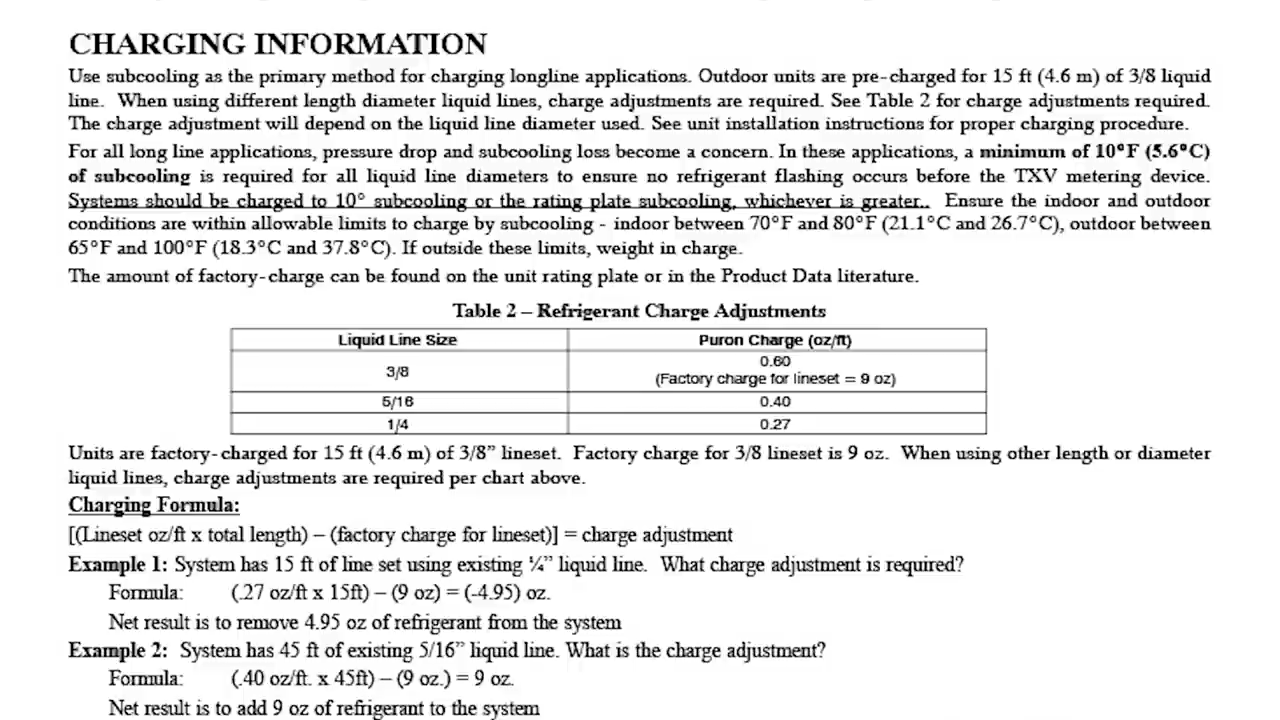 CHARGING INFORMATION
Use subcooling as the primary method for charging longline applications. Outdoor units are pre-charged for 15 ft (4.6 m) of 3/8 liquid
line. When using different length diameter liquid lines, charge adjustments are required. See Table 2 for charge adjustments required.
The charge adjustment will depend on the liquid line diameter used. See unit installation instructions for proper charging procedure.
For all long line applications, pressure drop and subcooling loss become a concern. In these applications, a minimum of 10°F (5.6°C)
of subcooling is required for all liquid line diameters to ensure no refrigerant flashing occurs before the TXV metering device.
Systems should be charged to 10° subcooling or the rating plate subcooling, whichever is greater.. Ensure the indoor and outdoor
conditions are within allowable limits to charge by subcooling - indoor between 70°F and 80°F (21.1°C and 26.7°C), outdoor between
65°F and 100°F (18.3°C and 37.8°C). If outside these limits, weight in charge.
The amount of factory-charge can be found on the unit rating plate or in the Product Data literature.
Table 2 – Refrigerant Charge Adjustments
Liquid Line Size Puron Charge (oz/ft)
3/8 0.60
(Factory charge for lineset = 9 oz)
5/16 0.40
1/4 0.27
Units are factory-charged for 15 ft (4.6 m) of 3/8” lineset. Factory charge for 3/8 lineset is 9 oz. When using other length or diameter
liquid lines, charge adjustments are required per chart above.
Charging Formula:
[(Lineset oz/ft x total length) – (factory charge for lineset)] = charge adjustment
Example 1: System has 15 ft of line set using existing ¼” liquid line. What charge adjustment is required?
Formula: (.27 oz/ft x 15ft) – (9 oz) = (-4.95) oz.
Net result is to remove 4.95 oz of refrigerant from the system
Example 2: System has 45 ft of existing 5/16” liquid line. What is the charge adjustment?
Formula: (.40 oz/ft. x 45ft) – (9 oz.) = 9 oz.
Net result is to add 9 oz of refrigerant to the system